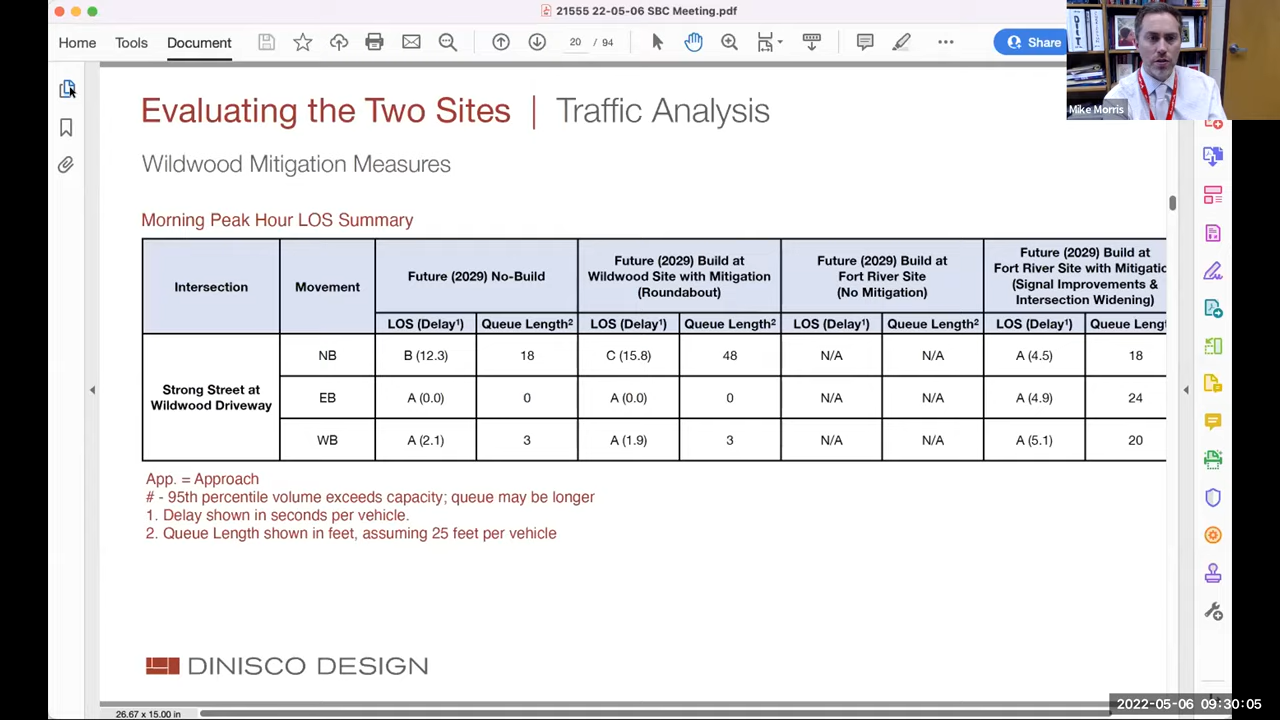 21555 22-05-06 SBC Meeting.pdf
Home Tools Document 20 / 94 Share
Mike Morris
Evaluating the Two Sites | Traffic Analysis
Wildwood Mitigation Measures
Morning Peak Hour LOS Summary
Intersection Movement Future (2029) No-Build Future (2029) Build at Wildwood Site with Mitigation (Roundabout) Future (2029) Build at Fort River Site (No Mitigation) Future (2029) Build at Fort River Site with Mitigatio (Signal Improvements & Intersection Widening)
LOS (Delay¹) Queue Length² LOS (Delay¹) Queue Length² LOS (Delay¹) Queue Length² LOS (Delay¹) Queue Lengt
Strong Street at Wildwood Driveway
NB B (12.3) 18 C (15.8) 48 N/A N/A A (4.5) 18
EB A (0.0) 0 A (0.0) 0 N/A N/A A (4.9) 24
WB A (2.1) 3 A (1.9) 3 N/A N/A A (5.1) 20
App. = Approach
# - 95th percentile volume exceeds capacity; queue may be longer
1. Delay shown in seconds per vehicle.
2. Queue Length shown in feet, assuming 25 feet per vehicle
DINISCO DESIGN
26.67 x 15.00 in
2022-05-06 09:30:05